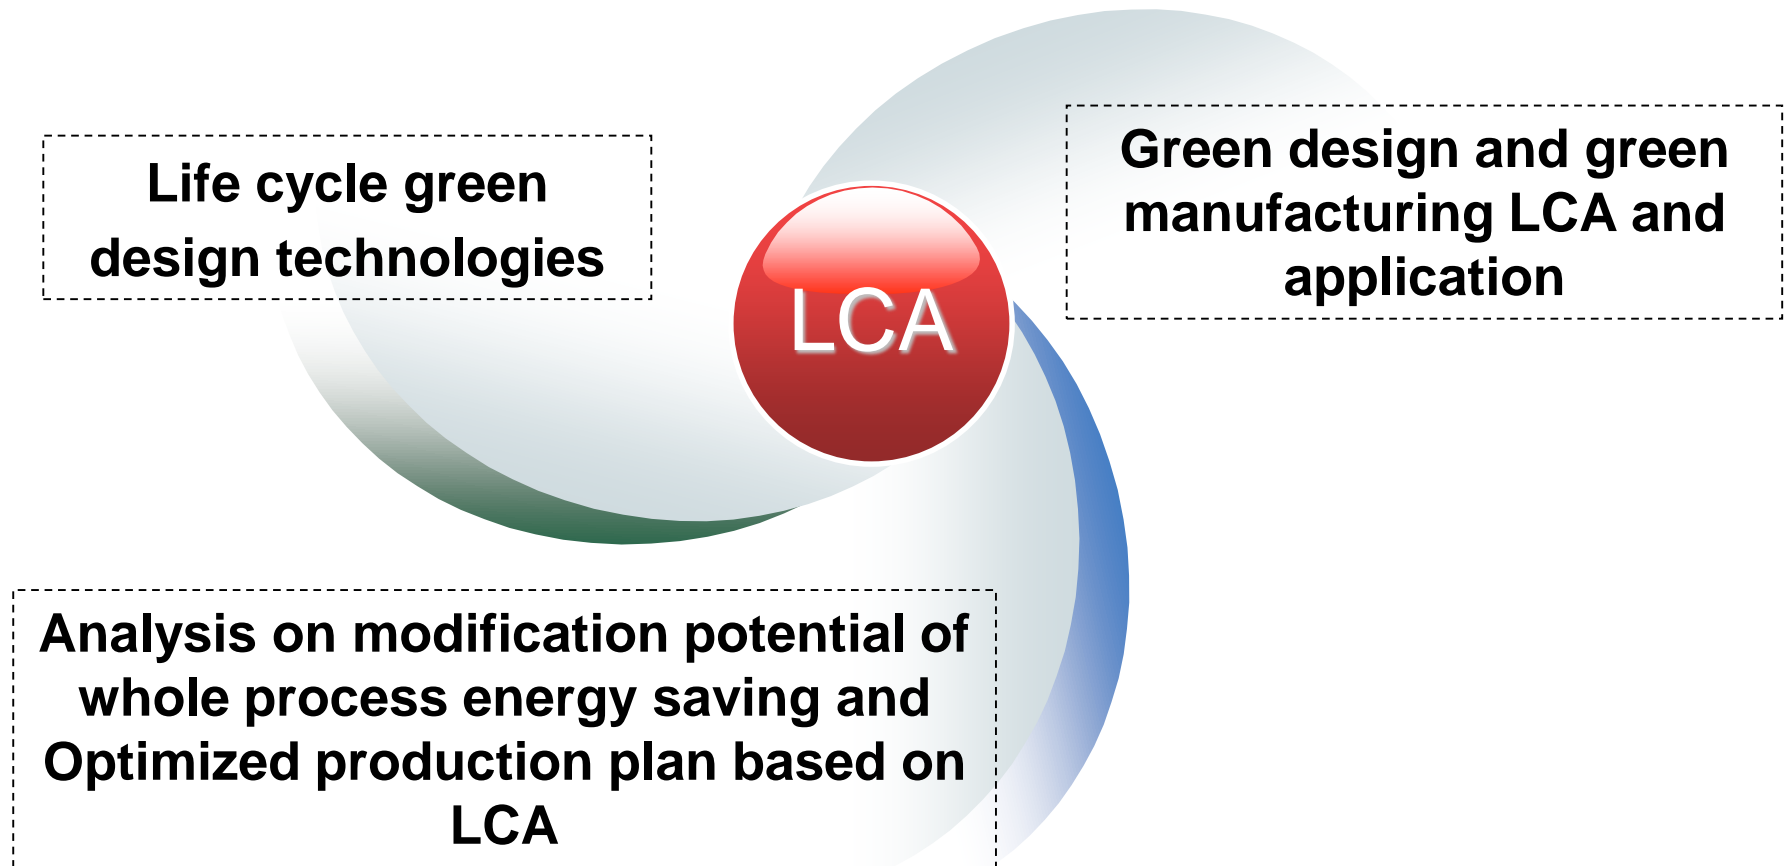 Life cycle green
design technologies
Green design and green
manufacturing LCA and
application
LCA
Analysis on modification potential of
whole process energy saving and
Optimized production plan based on
LCA